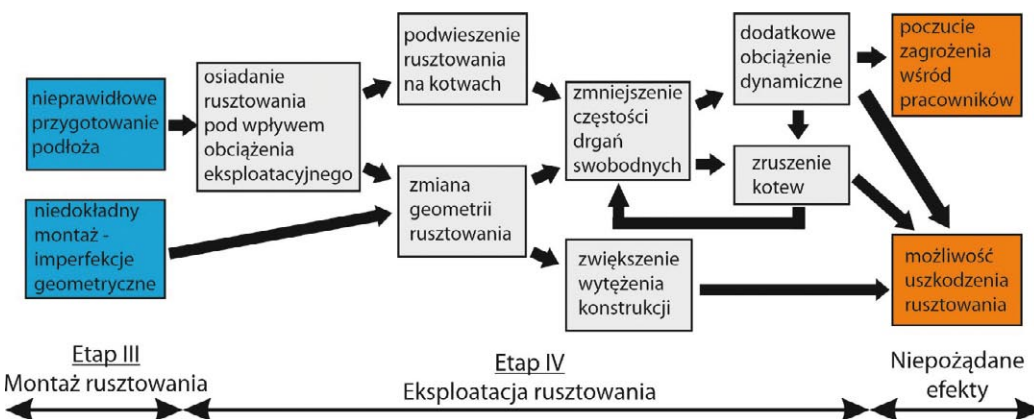 nieprawidłowe
przygotowanie
podłoża
niedokładny
montaż -
imperfekcje
geometryczne
osiadanie
rusztowania
pod wpływem
obciążenia
eksploatacyjnego
podwieszenie
rusztowania
na kotwach
zmiana
geometrii
rusztowania
zmniejszenie
częstości
drgań
swobodnych
zwiększenie
wytężenia
konstrukcji
dodatkowe
obciążenie
dynamiczne
zruszenie
kotew
poczucie
zagrożenia
wśród
pracowników
możliwość
uszkodzenia
rusztowania
Etap III
Montaż rusztowania
Etap IV
Eksploatacja rusztowania
Niepożądane
efekty